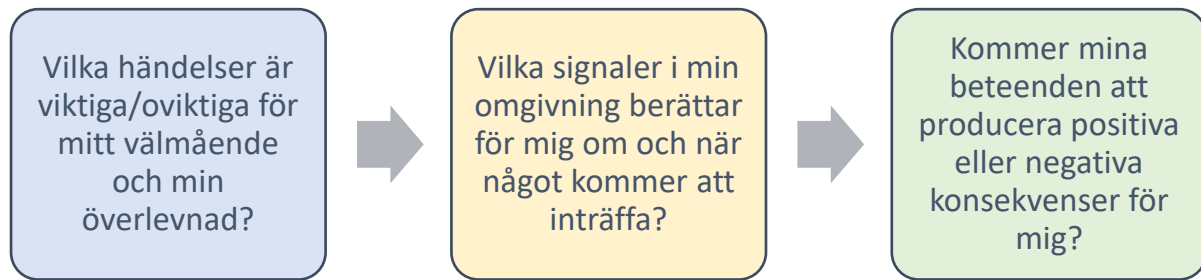 Vilka händelser är
viktiga/oviktiga för
mitt välmående
och min
överlevnad?
Vilka signaler i min
omgivning berättar
för mig om och när
något kommer att
inträffa?
Kommer mina
beteenden att
producera positiva
eller negativa
konsekvenser för
mig?